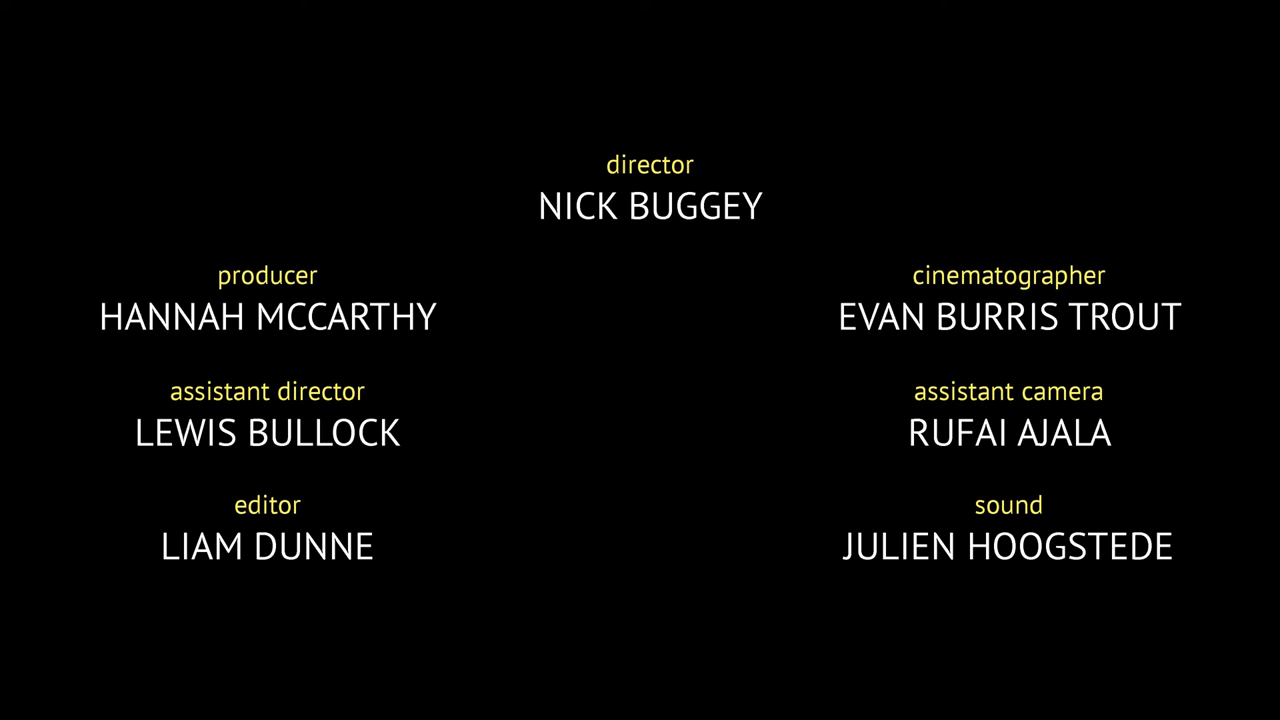 director
NICK BUGGEY
producer
HANNAH MCCARTHY
cinematographer
EVAN BURRIS TROUT
assistant director
LEWIS BULLOCK
assistant camera
RUFAI AJALA
editor
LIAM DUNNE
sound
JULIEN HOOGSTEDE